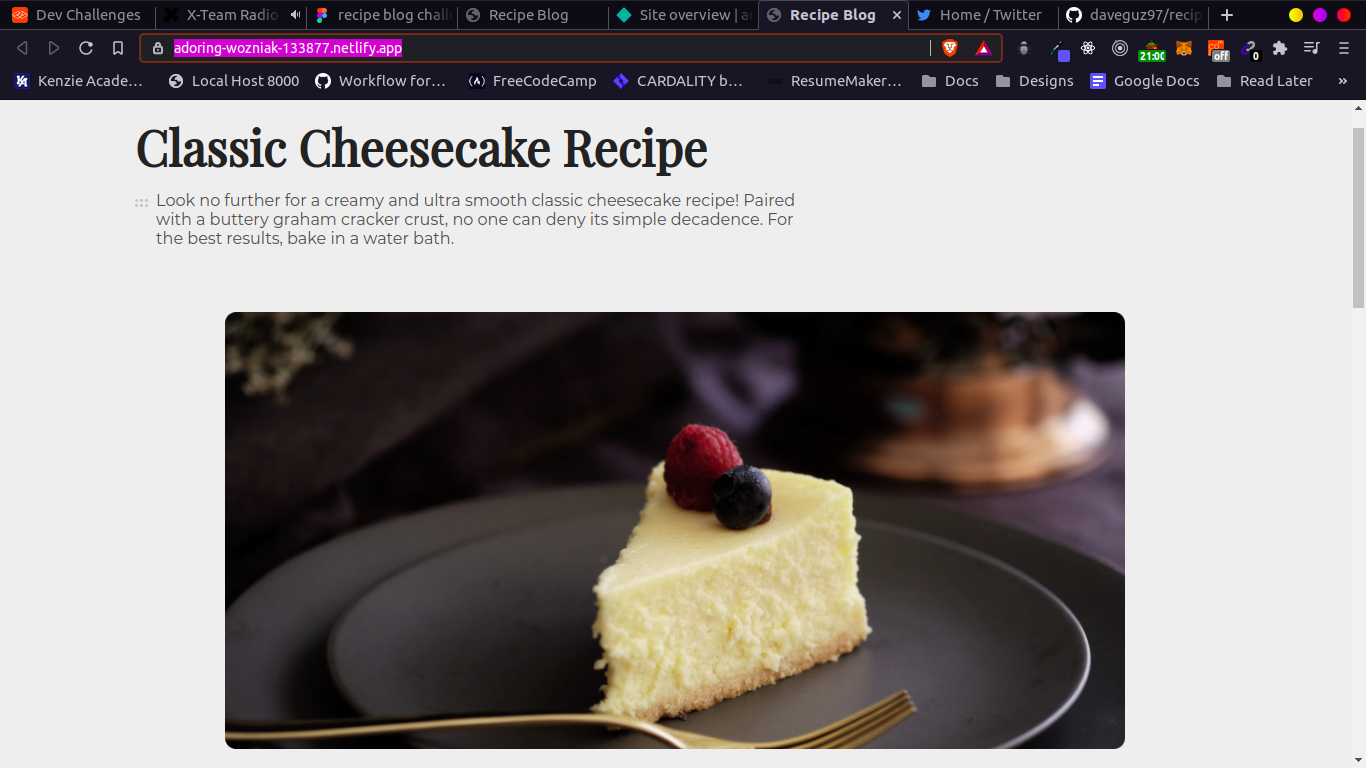 Dev Challenges
X-Team Radio
recipe blog chall
Recipe Blog
Site overview | ac
Recipe Blog
Home / Twitter
daveguz97/recip
adoring-wozniak-133877.netlify.app
21:00
off
0
Kenzie Acade…
Local Host 8000
Workflow for…
FreeCodeCamp
CARDALITY b…
ResumeMaker…
Docs
Designs
Google Docs
Read Later
»
Classic Cheesecake Recipe
Look no further for a creamy and ultra smooth classic cheesecake recipe! Paired
with a buttery graham cracker crust, no one can deny its simple decadence. For
the best results, bake in a water bath.